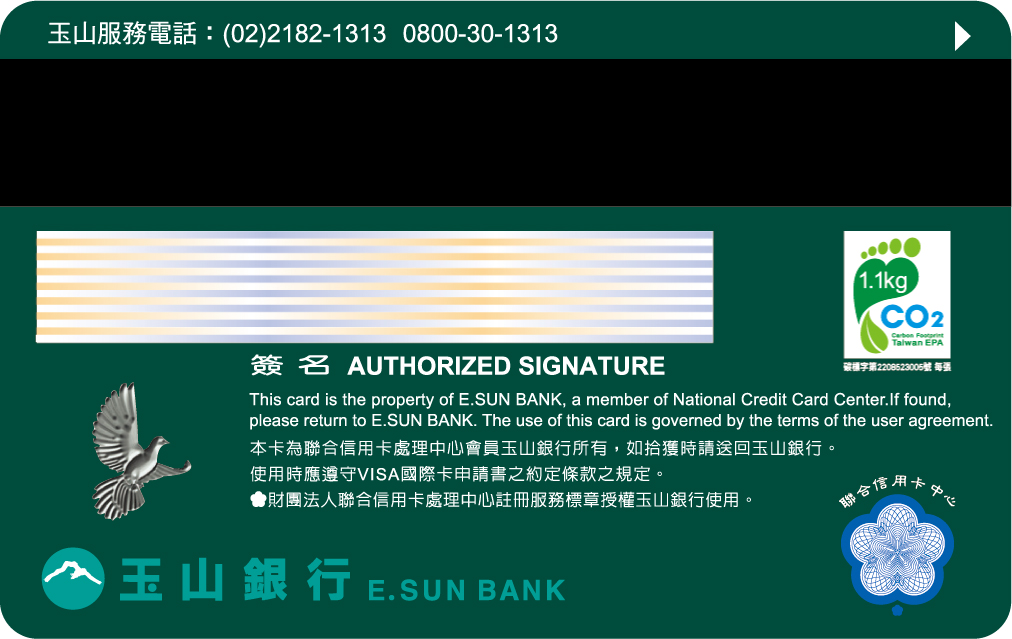 玉山服務電話：(02)2182-1313 0800-30-1313
1.1kg
CO2
Carbon Footprint
Taiwan EPA
碳標字第2208523005號 每張
簽名 AUTHORIZED SIGNATURE
This card is the property of E.SUN BANK, a member of National Credit Card Center.If found,
please return to E.SUN BANK. The use of this card is governed by the terms of the user agreement.
本卡為聯合信用卡處理中心會員玉山銀行所有，如拾獲時請送回玉山銀行。
使用時應遵守VISA國際卡申請書之約定條款之規定。
財團法人聯合信用卡處理中心註冊服務標章授權玉山銀行使用。
聯合信用卡中心
玉山銀行 E.SUN BANK